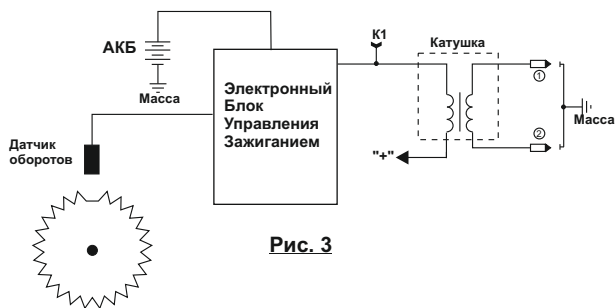 АКБ
Масса
Датчик
оборотов
Электронный
Блок
Управления
Зажиганием
К1
Катушка
"+"
1
2
Масса
Рис. 3